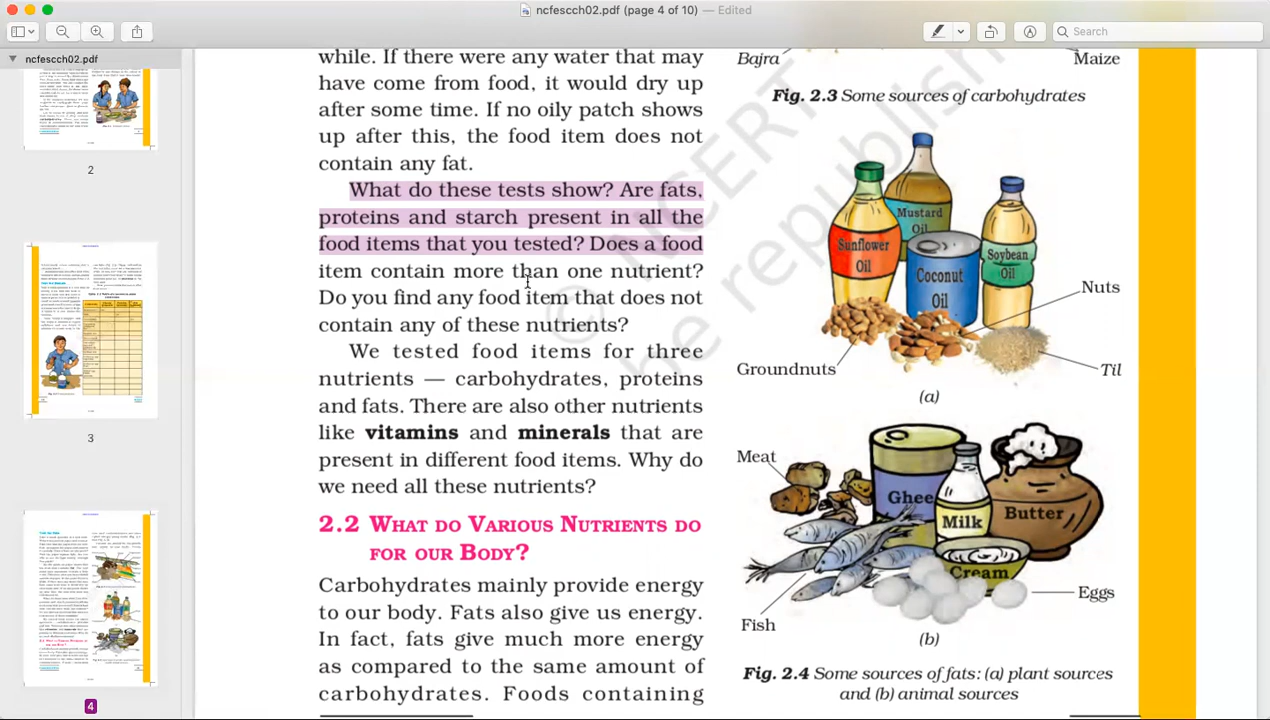 ncfescch02.pdf (page 4 of 10) — Edited
Search
ncfescch02.pdf
2
3
4
while. If there were any water that may
have come from food, it would dry up
after some time. If no oily patch shows
up after this, the food item does not
contain any fat.
What do these tests show? Are fats,
proteins and starch present in all the
food items that you tested? Does a food
item contain more than one nutrient?
Do you find any food item that does not
contain any of these nutrients?
We tested food items for three
nutrients — carbohydrates, proteins
and fats. There are also other nutrients
like vitamins and minerals that are
present in different food items. Why do
we need all these nutrients?
2.2 WHAT DO VARIOUS NUTRIENTS DO
FOR OUR BODY?
Carbohydrates mainly provide energy
to our body. Fats also give us energy.
In fact, fats give much more energy
as compared to the same amount of
carbohydrates. Foods containing
Bajra
Maize
Fig. 2.3 Some sources of carbohydrates
Mustard
Oil
Sunflower
Oil
Coconut
Oil
Soybean
Oil
Nuts
Groundnuts
Til
(a)
Meat
Ghee
Milk
Butter
Cream
Eggs
Fish
(b)
Fig. 2.4 Some sources of fats: (a) plant sources
and (b) animal sources
© NCERT
be republish